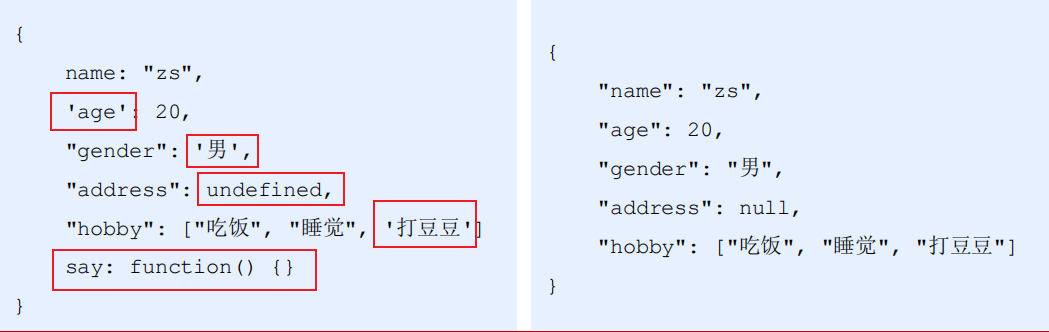 {
name: "zs",
'age': 20,
"gender": '男',
"address": undefined,
"hobby": ["吃饭", "睡觉", '打豆豆']
say: function() {}
}
{
"name": "zs",
"age": 20,
"gender": "男",
"address": null,
"hobby": ["吃饭", "睡觉", "打豆豆"]
}